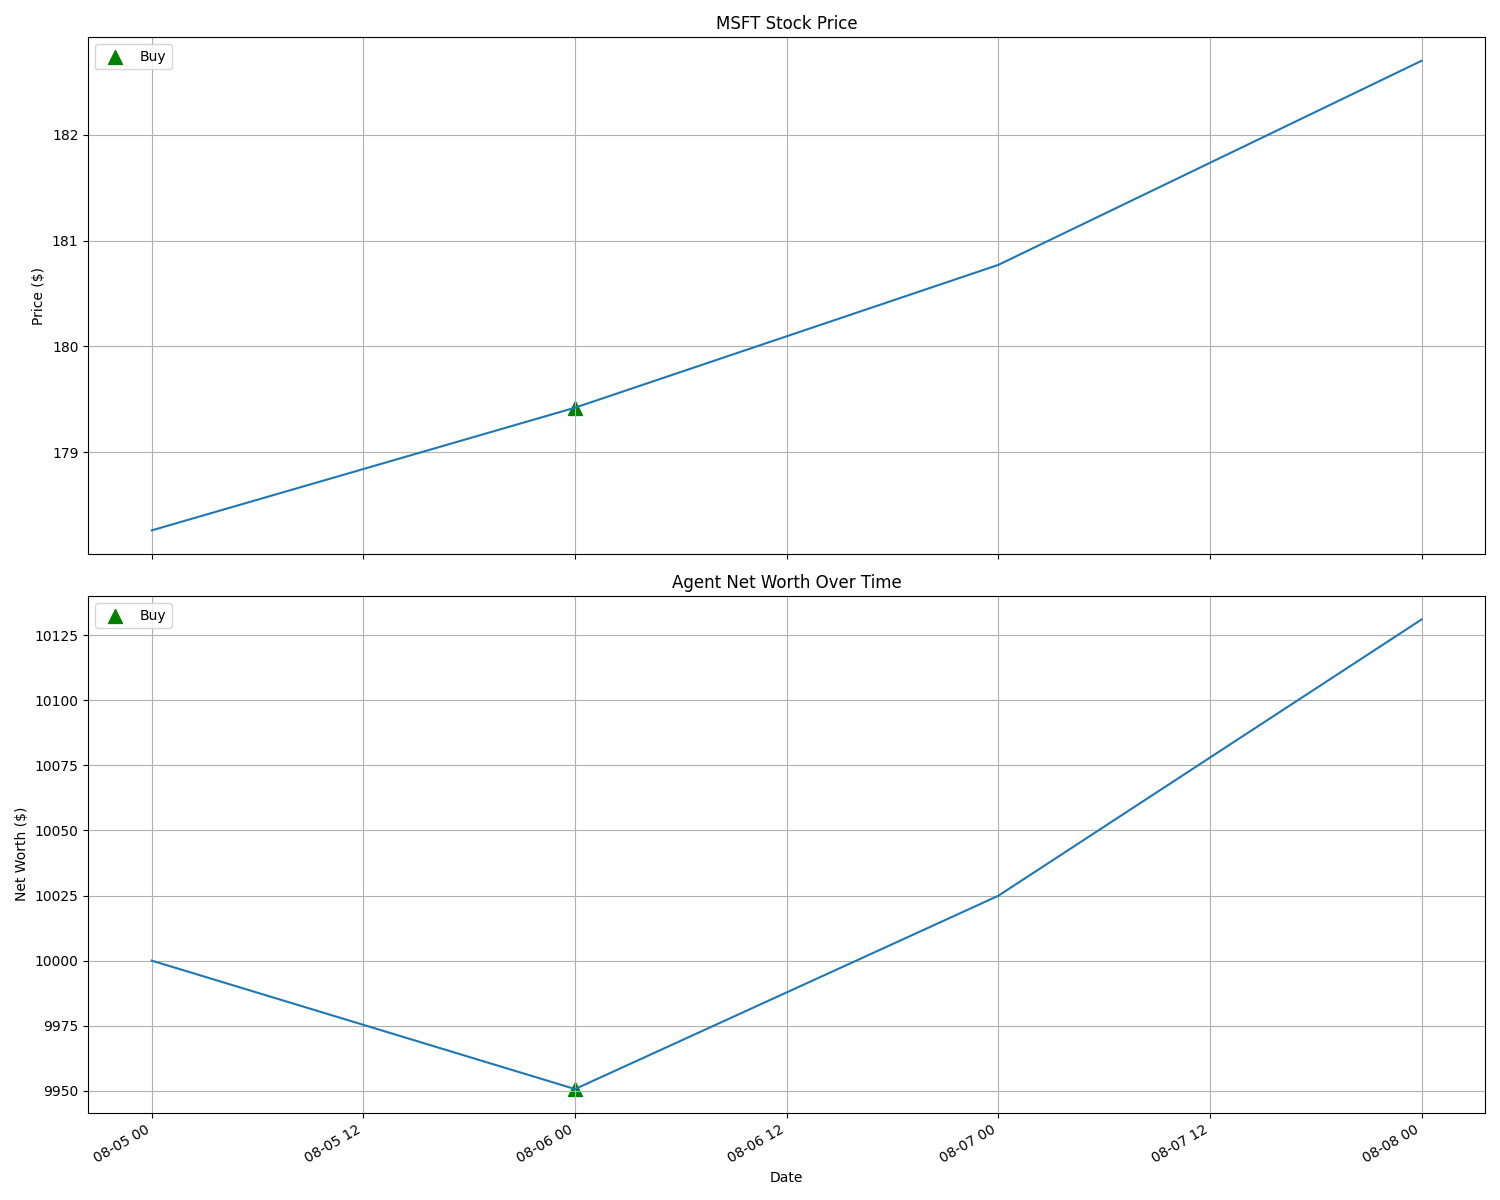 MSFT Stock Price
Buy
182
181
180
179
Price ($)
Agent Net Worth Over Time
Buy
10125
10100
10075
10050
10025
10000
9975
9950
Net Worth ($)
08-05 00
08-05 12
08-06 00
08-06 12
08-07 00
08-07 12
08-08 00
Date